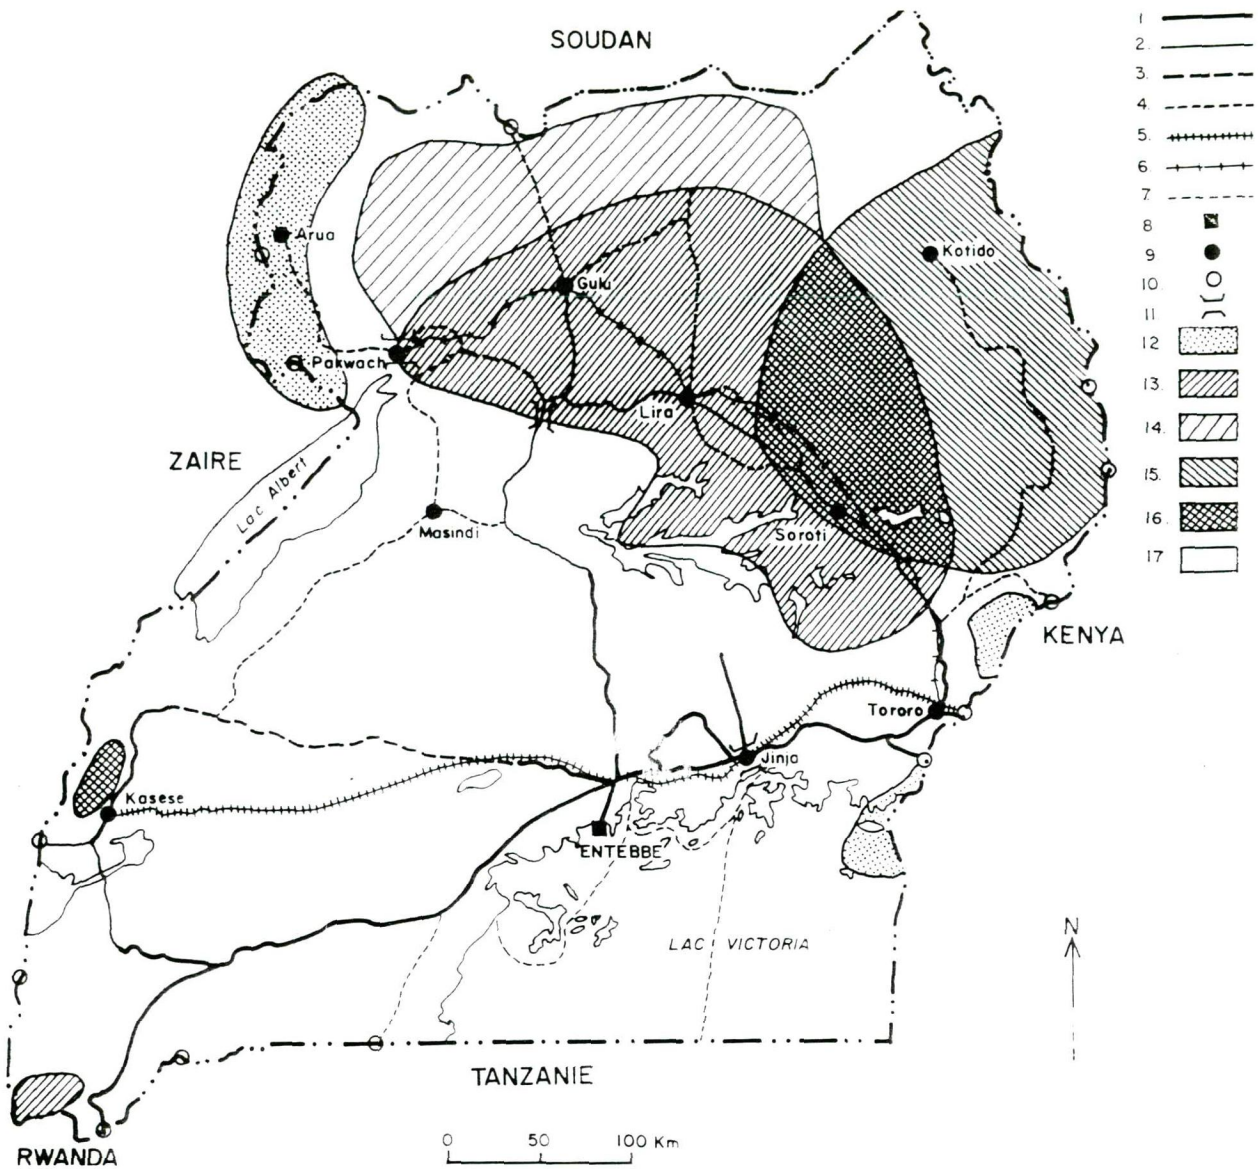 SOUDAN
1
2.
3.
4.
5.
6
7.
8
9
10.
11
12
13.
14.
15.
16.
17
Arua
Kotido
Gulu
Pakwach
Lira
ZAIRE
Lac Albert
Masindi
Soroti
KENYA
Tororo
Jinja
Kasese
ENTEBBE
LAC VICTORIA
N
TANZANIE
0 50 100 Km
RWANDA